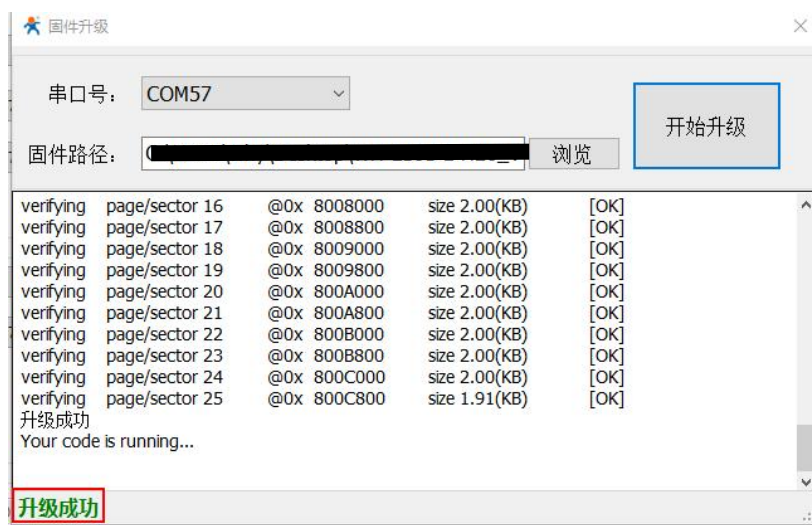 固件升级
串口号： COM57
开始升级
固件路径： 浏览
verifying page/sector 16 @0x 8008000 size 2.00(KB) [OK]
verifying page/sector 17 @0x 8008800 size 2.00(KB) [OK]
verifying page/sector 18 @0x 8009000 size 2.00(KB) [OK]
verifying page/sector 19 @0x 8009800 size 2.00(KB) [OK]
verifying page/sector 20 @0x 800A000 size 2.00(KB) [OK]
verifying page/sector 21 @0x 800A800 size 2.00(KB) [OK]
verifying page/sector 22 @0x 800B000 size 2.00(KB) [OK]
verifying page/sector 23 @0x 800B800 size 2.00(KB) [OK]
verifying page/sector 24 @0x 800C000 size 2.00(KB) [OK]
verifying page/sector 25 @0x 800C800 size 1.91(KB) [OK]
升级成功
Your code is running...
升级成功